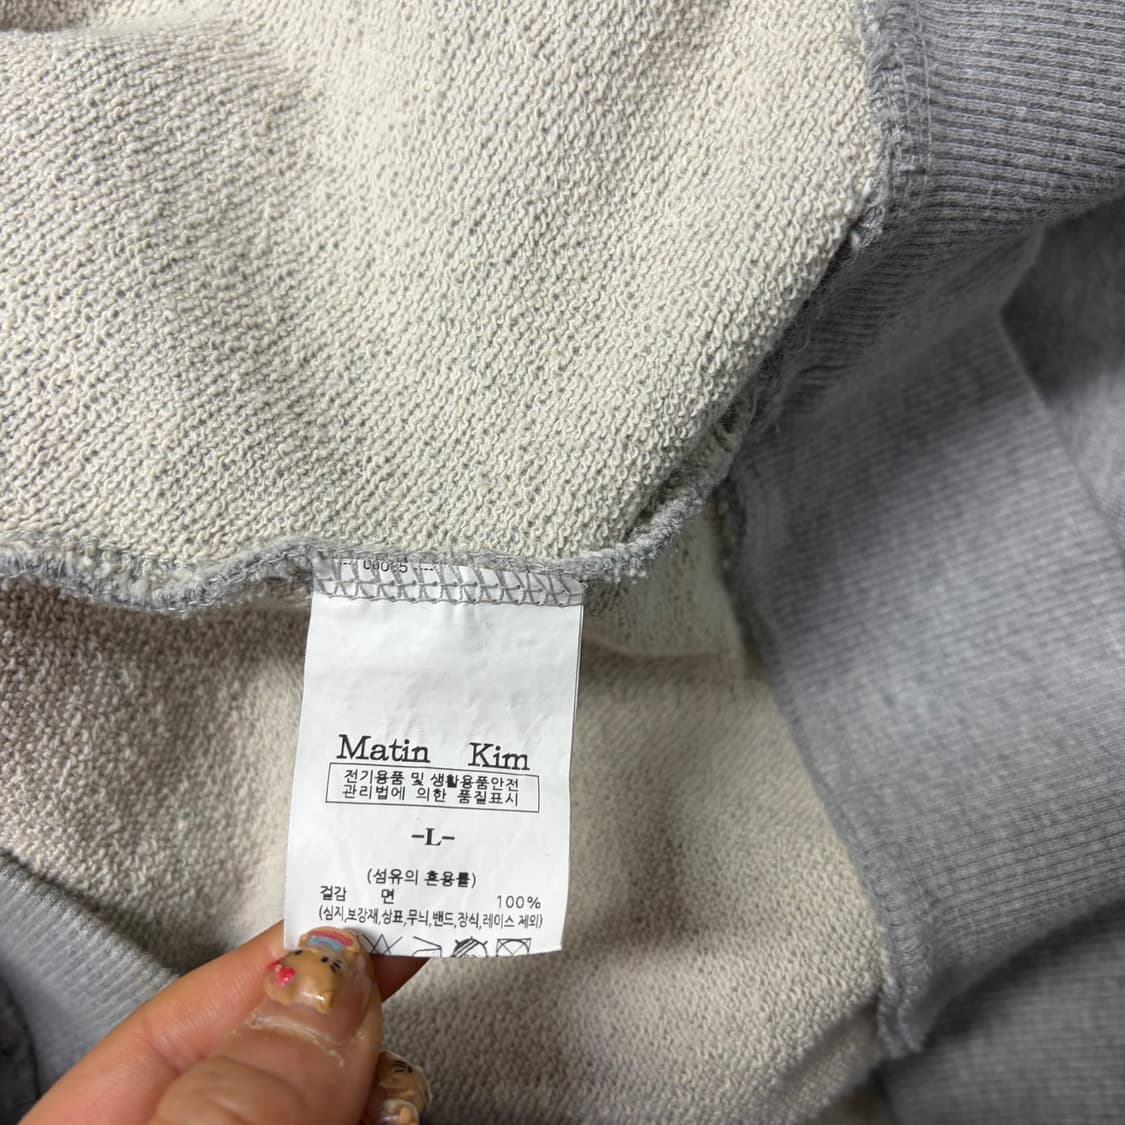 Matin Kim
전기용품 및 생활용품안전
관리법에 의한 품질표시
-L-
(섬유의 혼용률)
겉감 면 100%
(심지,보강재,상표,무늬,밴드,장식,레이스 제외)